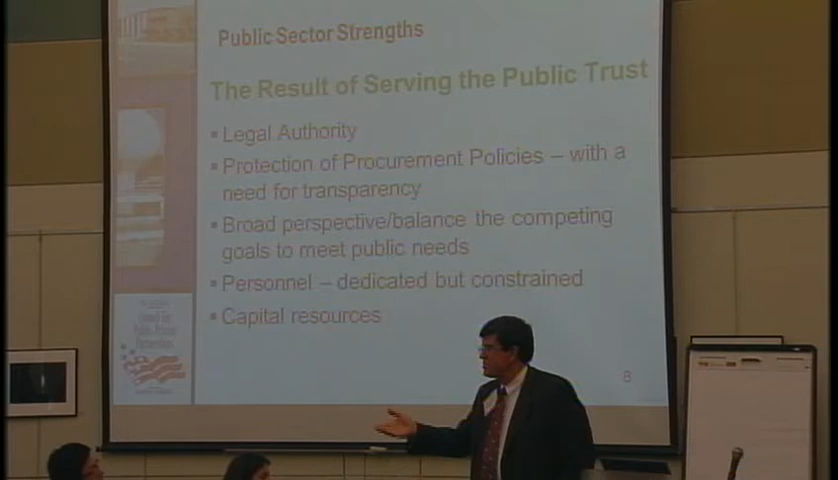 Public Sector Strengths
The Result of Serving the Public Trust
▪ Legal Authority
▪ Protection of Procurement Policies – with a
need for transparency
▪ Broad perspective/balance the competing
goals to meet public needs
▪ Personnel – dedicated but constrained
▪ Capital resources
8